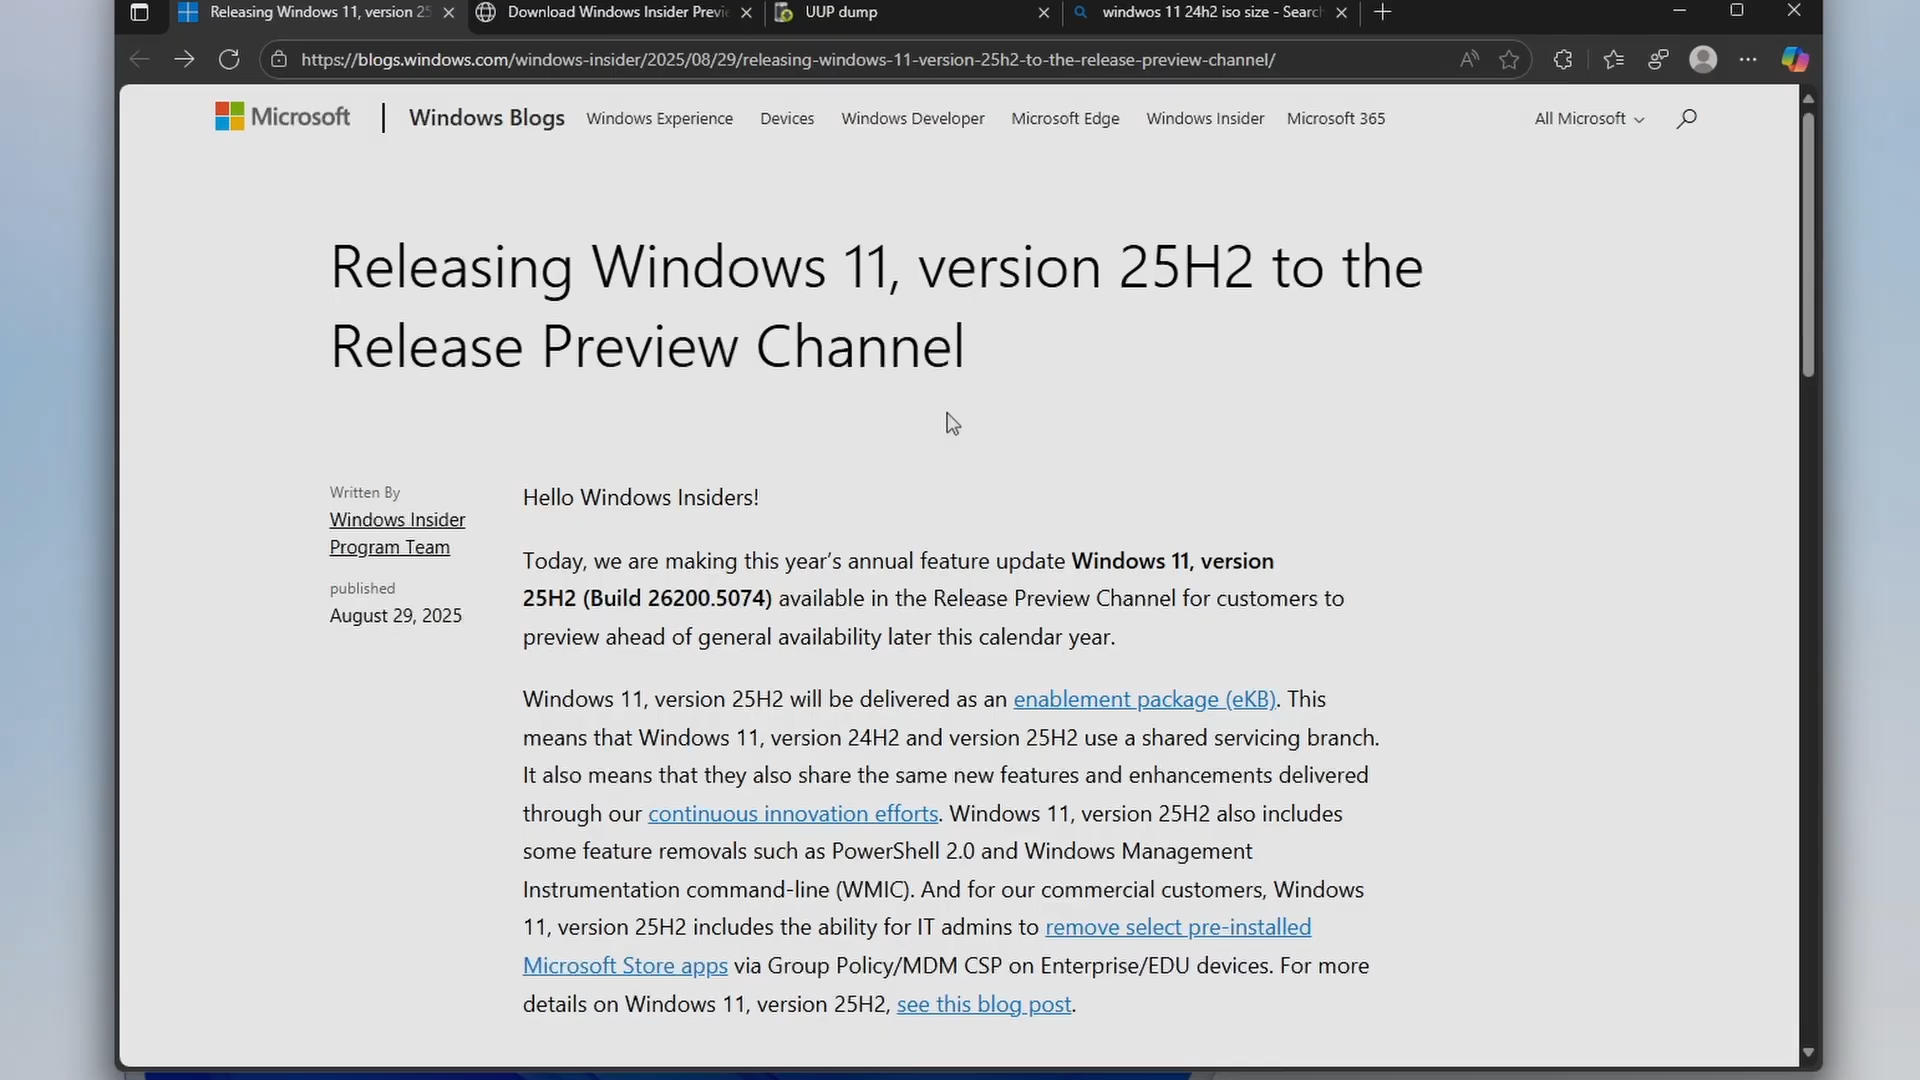 Releasing Windows 11, version 25
Download Windows Insider Previe
UUP dump
windwos 11 24h2 iso size - Search
https://blogs.windows.com/windows-insider/2025/08/29/releasing-windows-11-version-25h2-to-the-release-preview-channel/
Microsoft | Windows Blogs Windows Experience Devices Windows Developer Microsoft Edge Windows Insider Microsoft 365 All Microsoft
Releasing Windows 11, version 25H2 to the
Release Preview Channel
Written By
Windows Insider
Program Team
published
August 29, 2025
Hello Windows Insiders!
Today, we are making this year’s annual feature update Windows 11, version
25H2 (Build 26200.5074) available in the Release Preview Channel for customers to
preview ahead of general availability later this calendar year.
Windows 11, version 25H2 will be delivered as an enablement package (eKB). This
means that Windows 11, version 24H2 and version 25H2 use a shared servicing branch.
It also means that they also share the same new features and enhancements delivered
through our continuous innovation efforts. Windows 11, version 25H2 also includes
some feature removals such as PowerShell 2.0 and Windows Management
Instrumentation command-line (WMIC). And for our commercial customers, Windows
11, version 25H2 includes the ability for IT admins to remove select pre-installed
Microsoft Store apps via Group Policy/MDM CSP on Enterprise/EDU devices. For more
details on Windows 11, version 25H2, see this blog post.